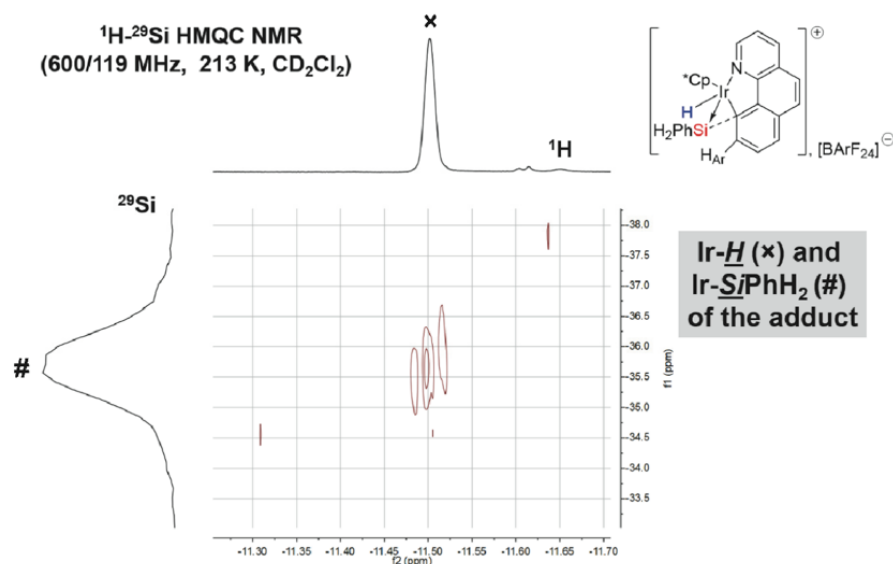 ×
¹H-²⁹Si HMQC NMR
(600/119 MHz, 213 K, CD₂Cl₂)
¹H
*Cp
N
Ir
H
H₂PhSi
H_Ar
⊕
, [BArF₂₄]
⊖
²⁹Si
#
-38.0
-37.5
-37.0
-36.5
-36.0
-35.5
-35.0
-34.5
-34.0
-33.5
f1 (ppm)
Ir-H (×) and
Ir-SiPhH₂ (#)
of the adduct
-11.30 -11.35 -11.40 -11.45 -11.50 -11.55 -11.60 -11.65 -11.70
f2 (ppm)